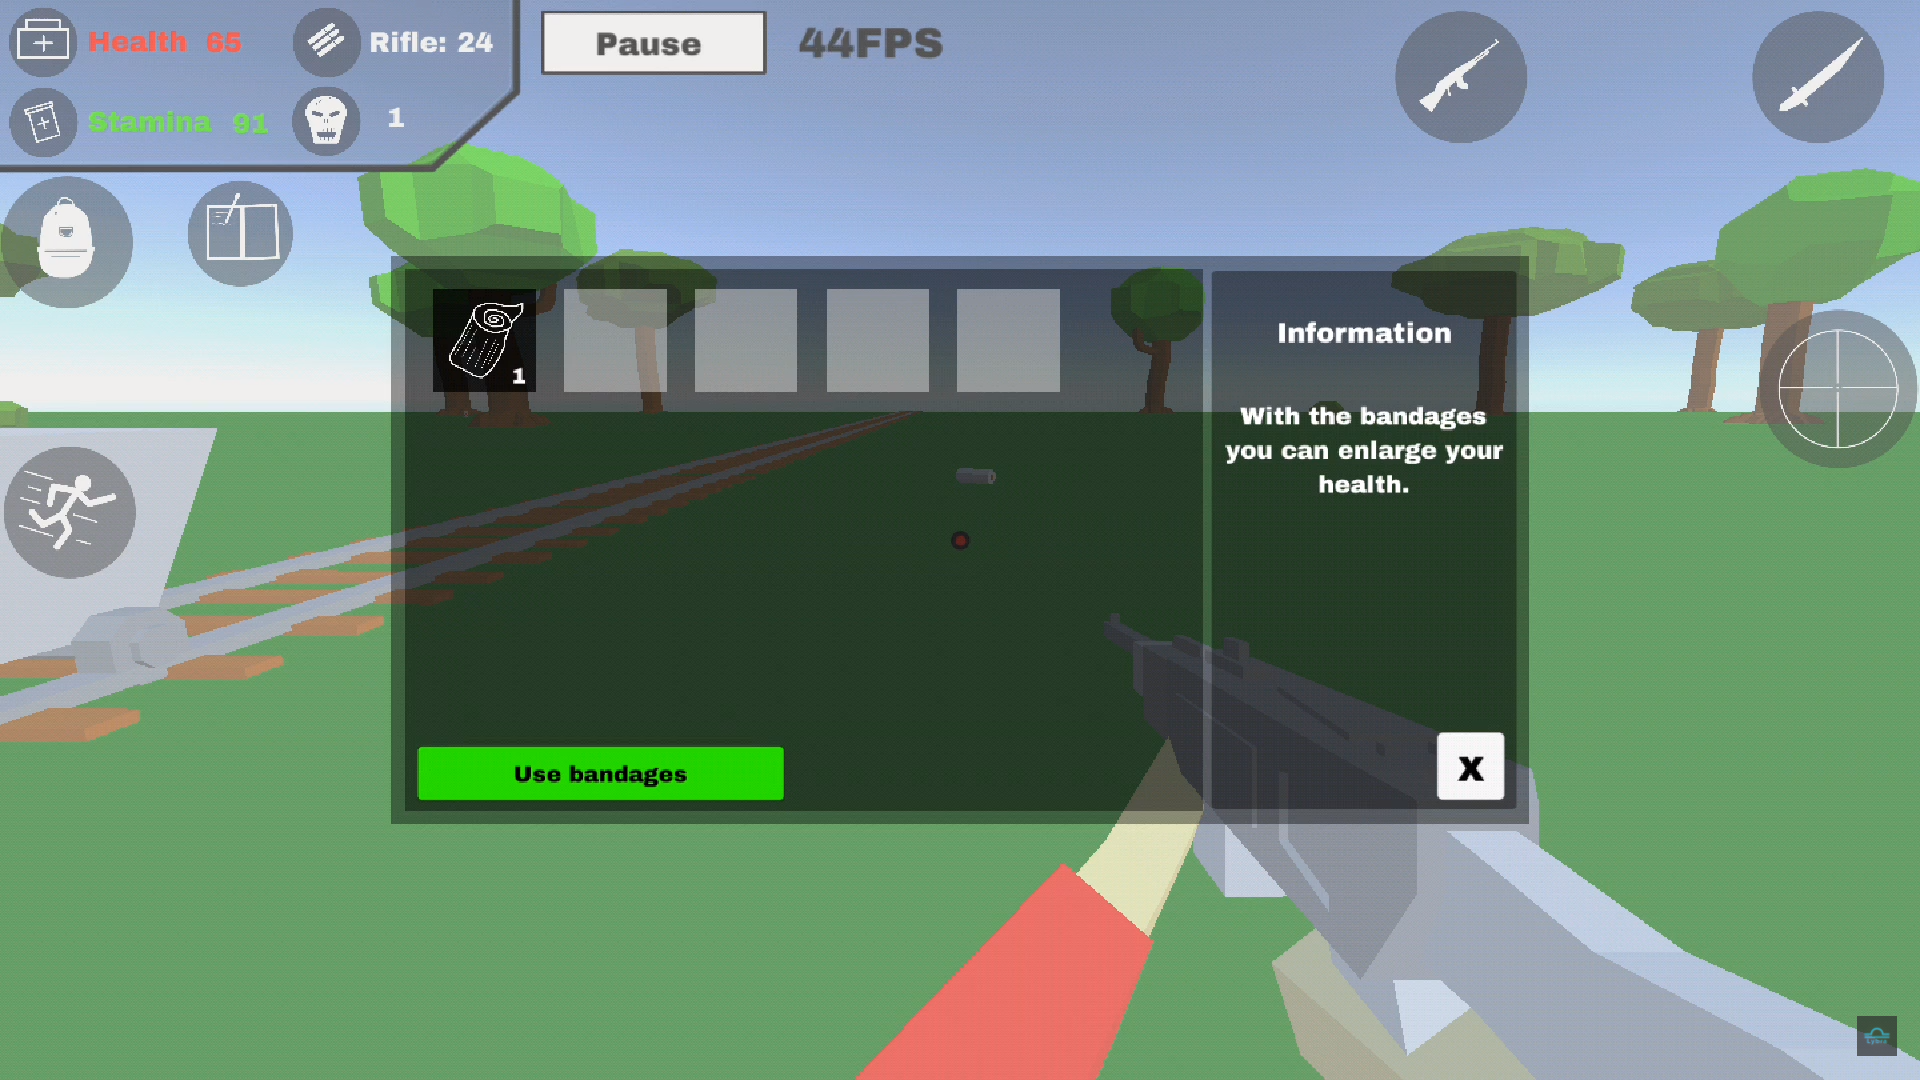 Health 65
Rifle: 24
Pause
44FPS
Stamina 91
1
1
Information
With the bandages
you can enlarge your
health.
Use bandages
X